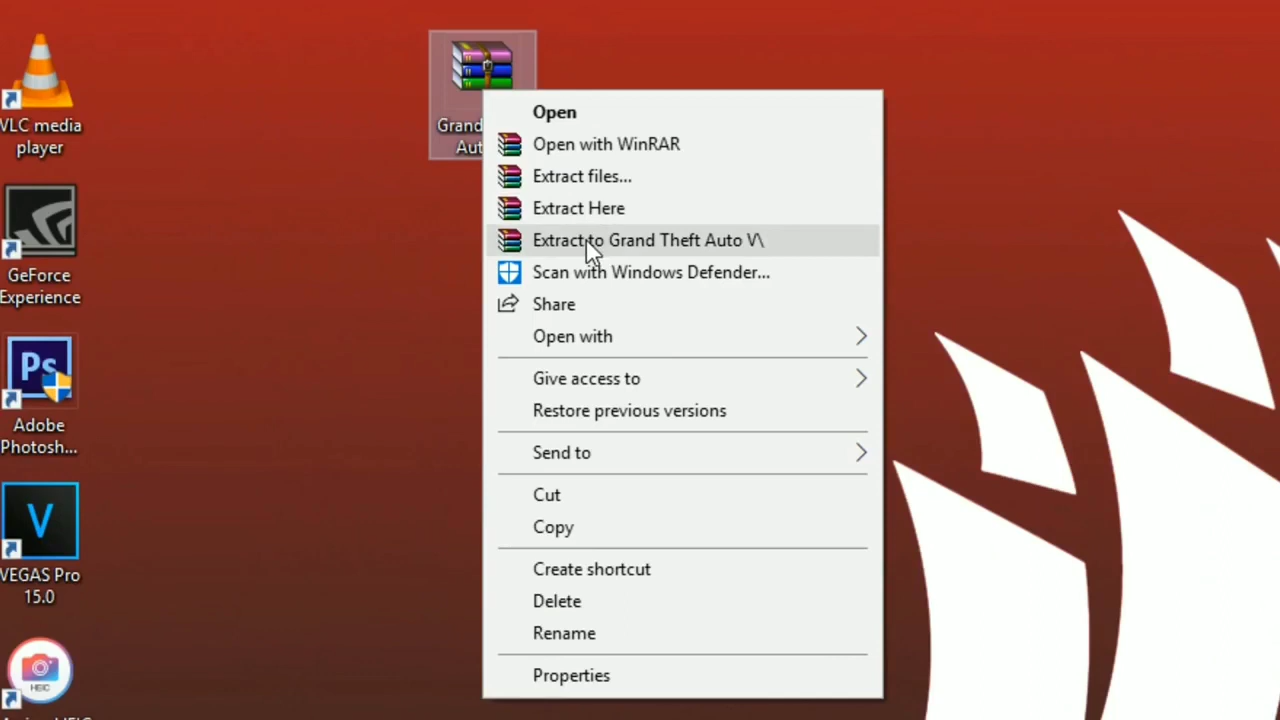 VLC media
player
GeForce
Experience
Ps
Adobe
Photosh...
V
VEGAS Pro
15.0
HEIC
Grand
Aut
Open
Open with WinRAR
Extract files...
Extract Here
Extract to Grand Theft Auto V\
Scan with Windows Defender...
Share
Open with
Give access to
Restore previous versions
Send to
Cut
Copy
Create shortcut
Delete
Rename
Properties